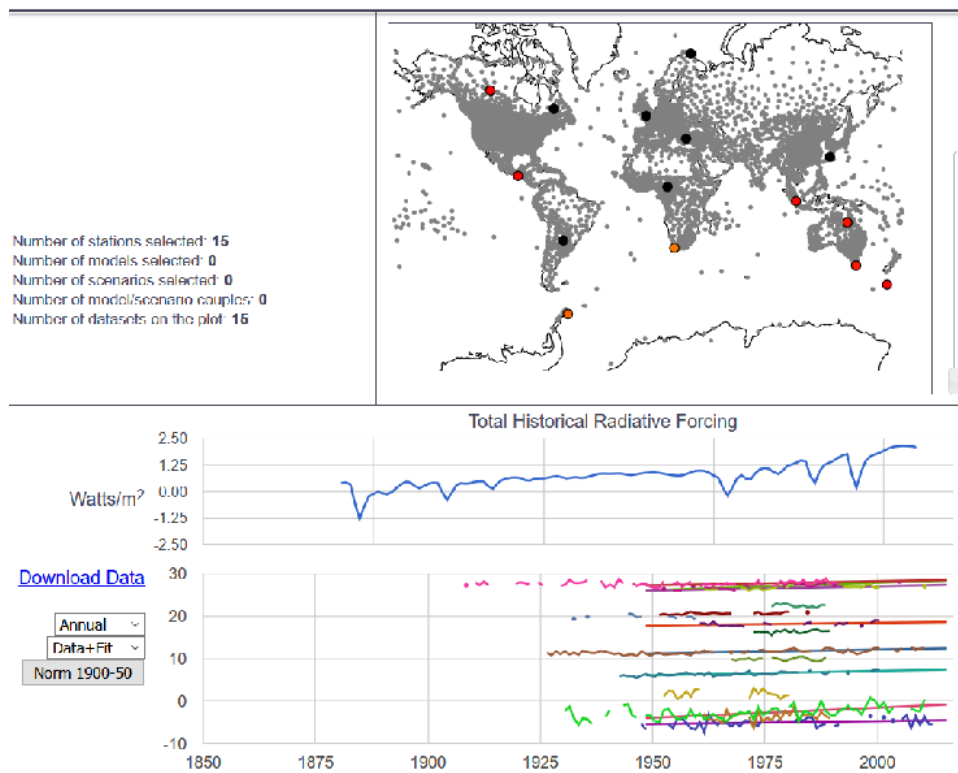 Number of stations selected: 15
Number of models selected: 0
Number of scenarios selected: 0
Number of model/scenario couples: 0
Number of datasets on the plot: 15
Total Historical Radiative Forcing
2.50
1.25
Watts/m²
0.00
-1.25
-2.50
Download Data
30
Annual
20
Data+Fit
Norm 1900-50
10
0
-10
1850 1875 1900 1925 1950 1975 2000